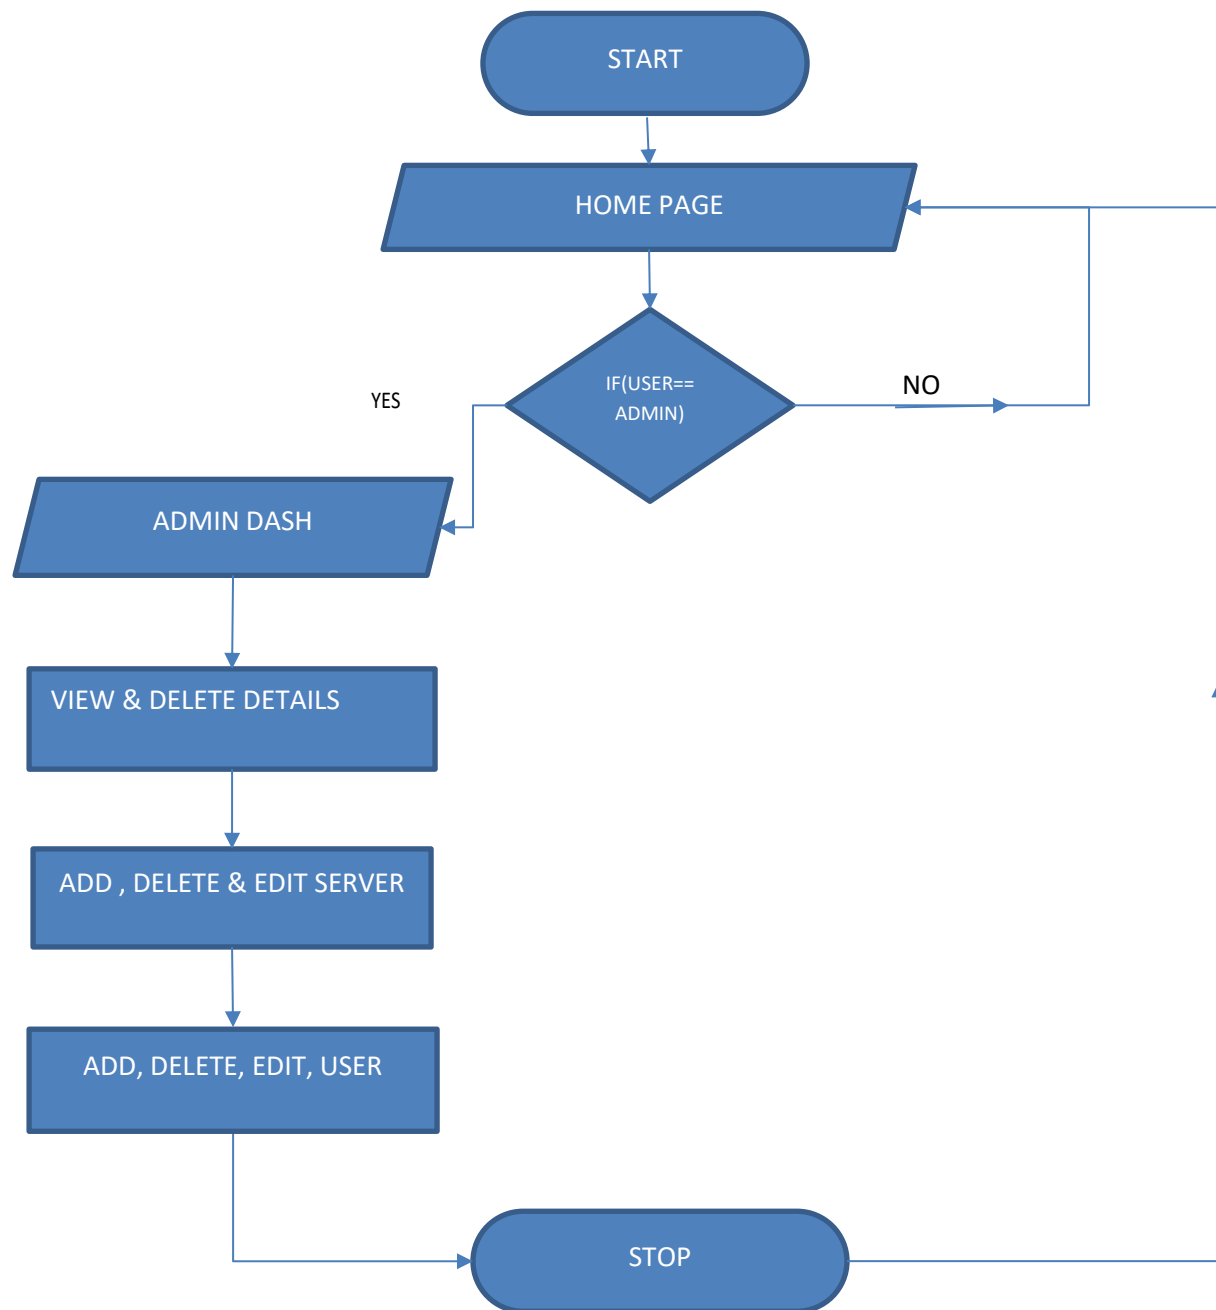 START
HOME PAGE
IF(USER==
ADMIN)
YES
NO
ADMIN DASH
VIEW & DELETE DETAILS
ADD , DELETE & EDIT SERVER
ADD, DELETE, EDIT, USER
STOP